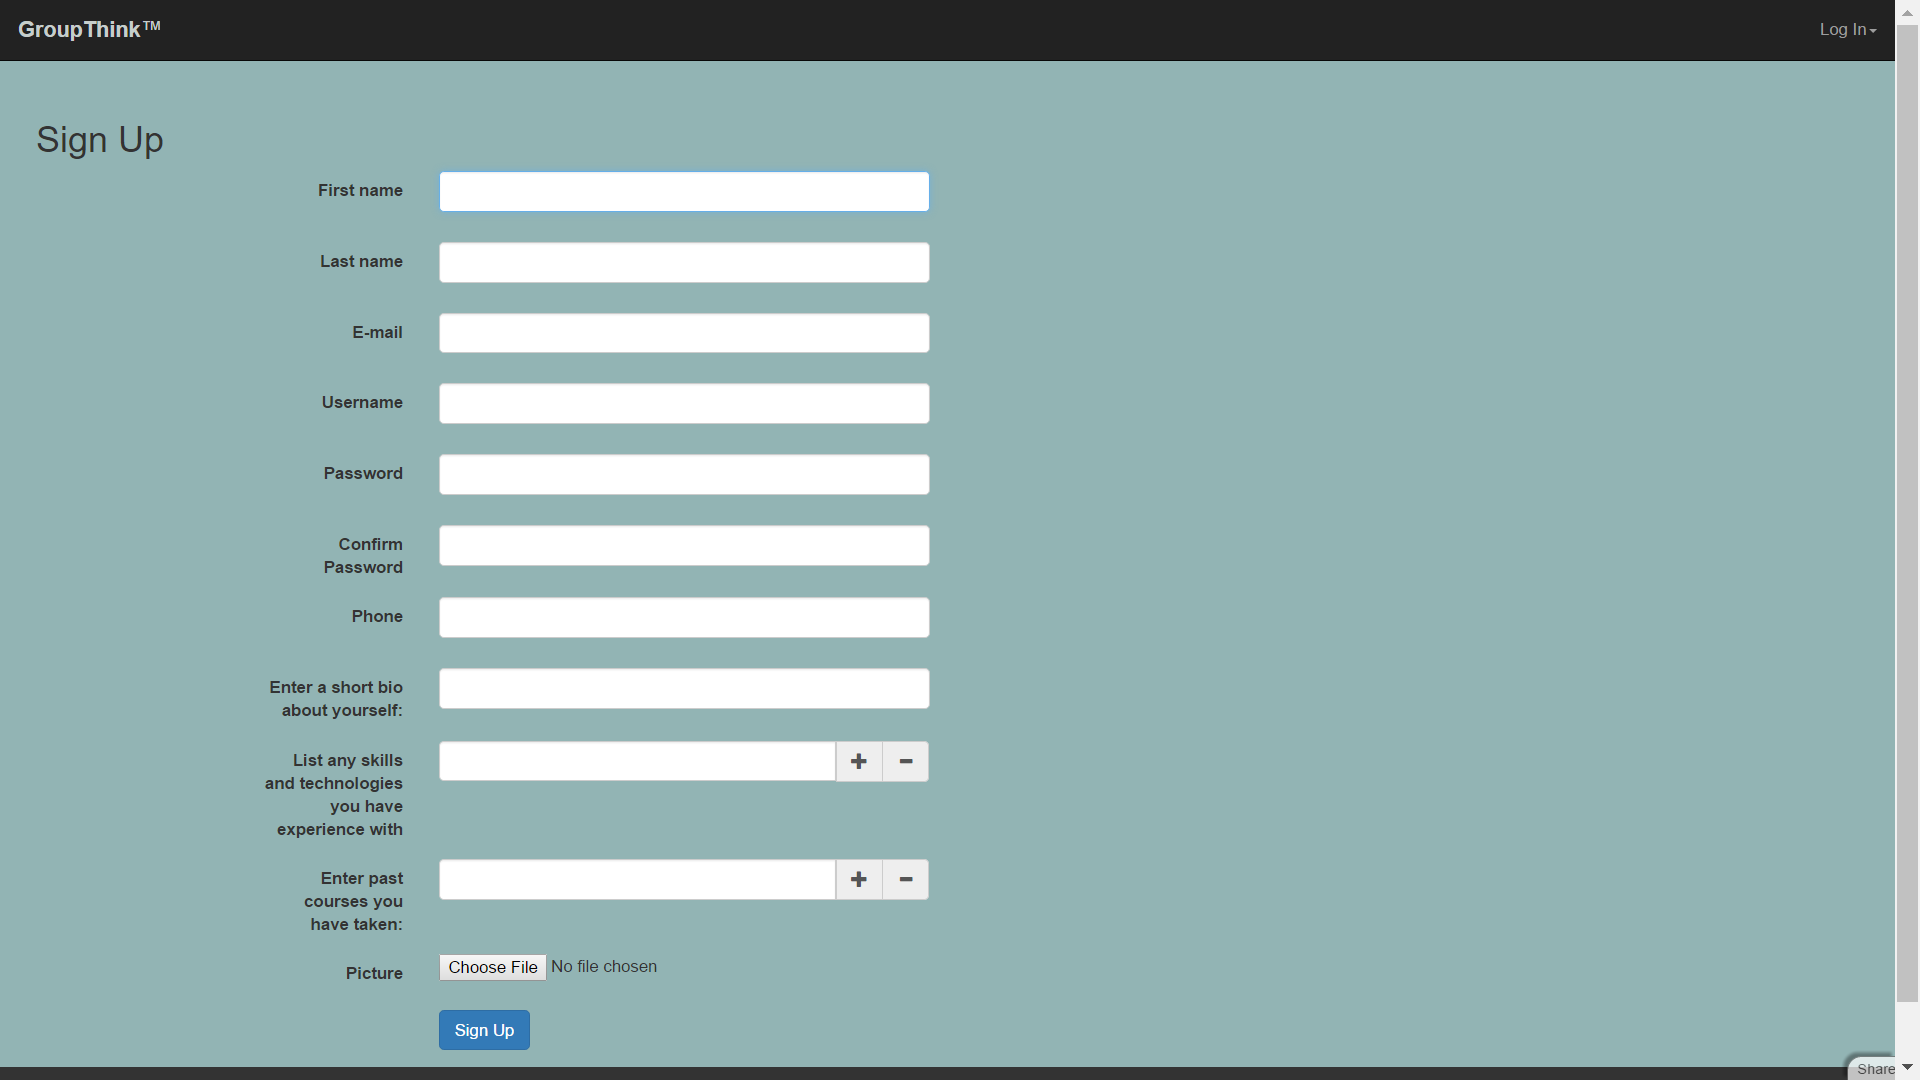 GroupThink™
Log In
Sign Up
First name
Last name
E-mail
Username
Password
Confirm
Password
Phone
Enter a short bio
about yourself:
List any skills
and technologies
you have
experience with
Enter past
courses you
have taken:
Picture
Choose File No file chosen
Sign Up
Share